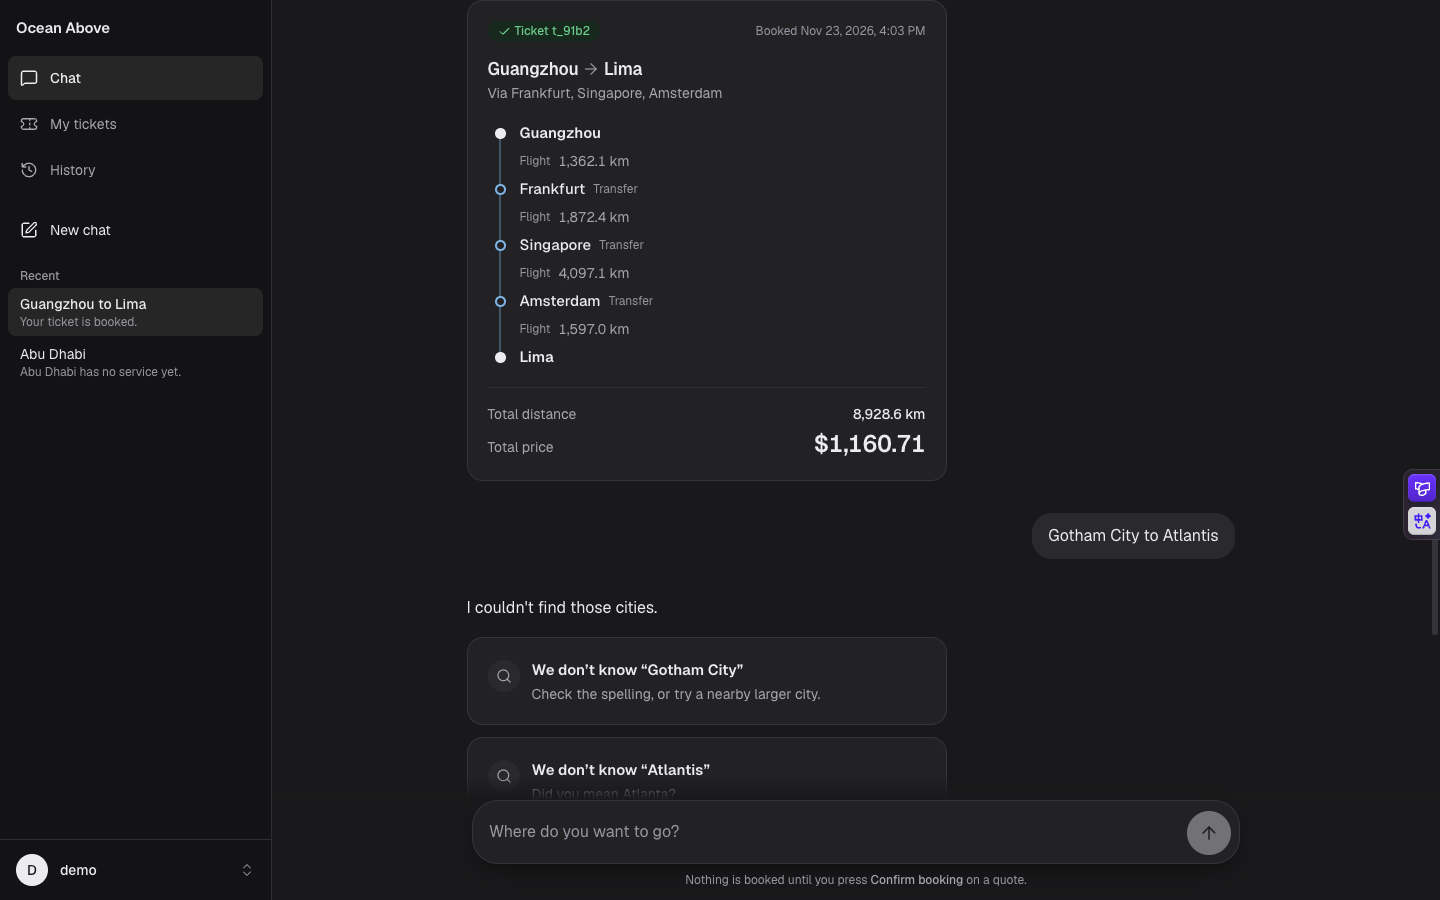 Ocean Above
Chat
My tickets
History
New chat
Recent
Guangzhou to Lima
Your ticket is booked.
Abu Dhabi
Abu Dhabi has no service yet.
D
demo
Ticket t_91b2
Booked Nov 23, 2026, 4:03 PM
Guangzhou → Lima
Via Frankfurt, Singapore, Amsterdam
Guangzhou
Flight 1,362.1 km
Frankfurt Transfer
Flight 1,872.4 km
Singapore Transfer
Flight 4,097.1 km
Amsterdam Transfer
Flight 1,597.0 km
Lima
Total distance 8,928.6 km
Total price $1,160.71
Gotham City to Atlantis
I couldn't find those cities.
We don’t know “Gotham City”
Check the spelling, or try a nearby larger city.
We don’t know “Atlantis”
Did you mean Atlanta?
Where do you want to go?
Nothing is booked until you press Confirm booking on a quote.
中A